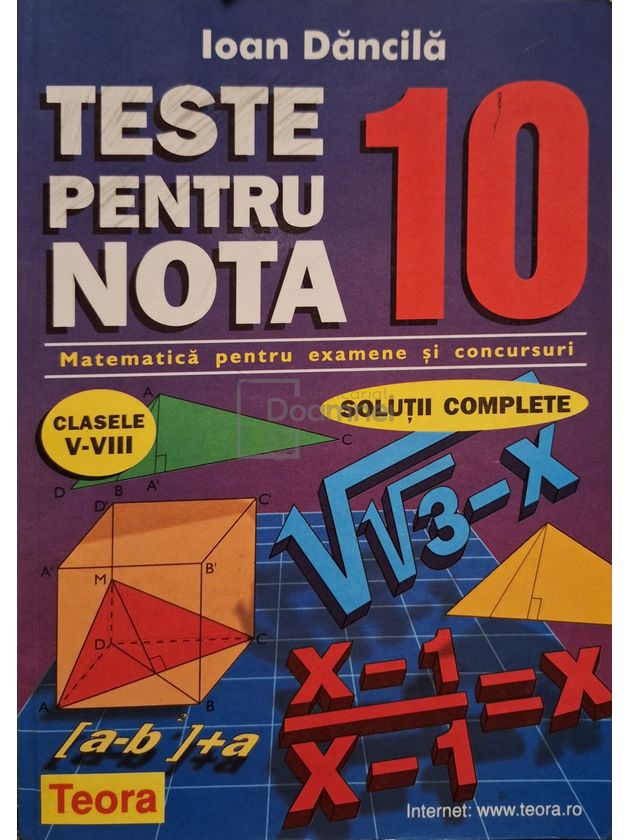 Ioan Dăncilă
TESTE
PENTRU
NOTA
10
Matematică pentru examene și concursuri
CLASELE
V-VIII
SOLUȚII COMPLETE
A
C
D
B
A'
D'
C'
A'
B'
M
D
C
A
B
√√3-x
x-1
x-1
=x
[a-b²]+a
Teora
Internet: www.teora.ro